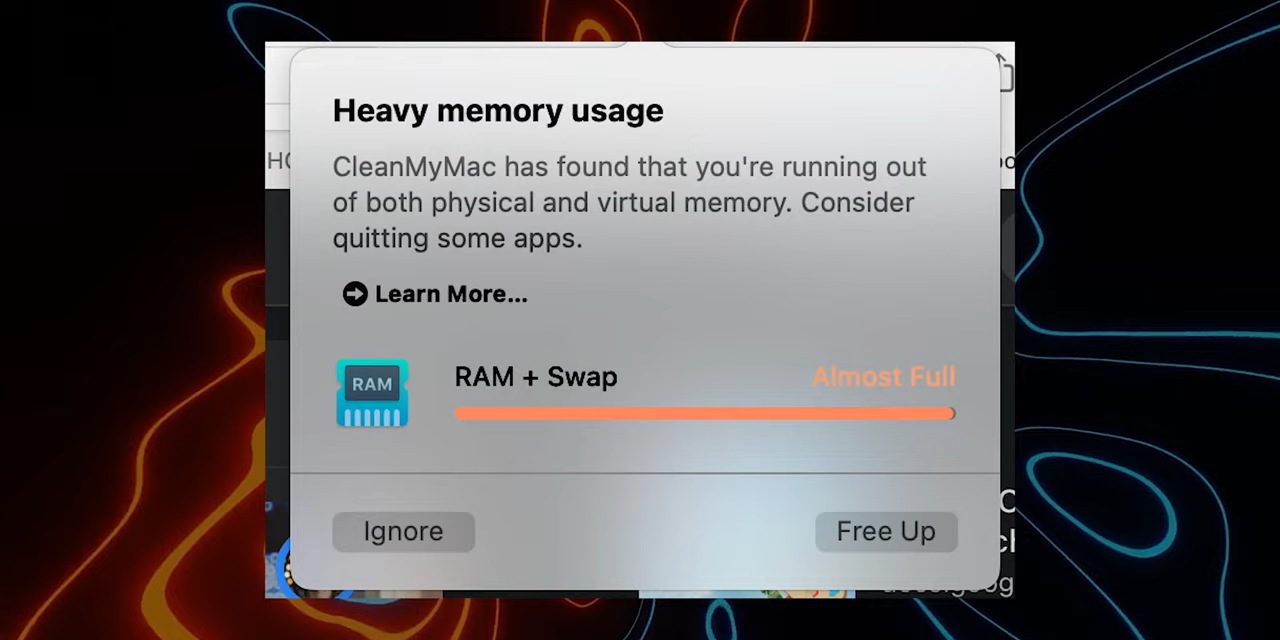 Heavy memory usage
CleanMyMac has found that you're running out
of both physical and virtual memory. Consider
quitting some apps.
Learn More...
RAM
RAM + Swap
Almost Full
Ignore
Free Up